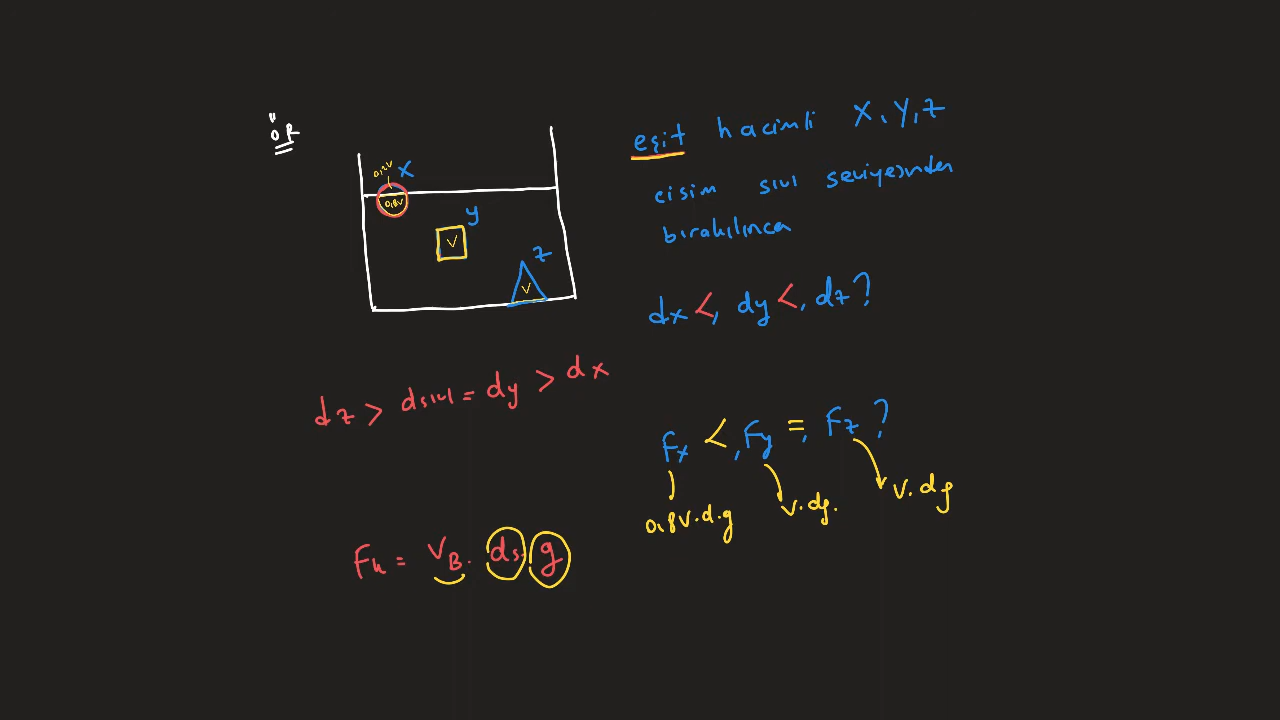 ÖR
0,2V X
0,8V
y
V
z
V
eşit hacimli X, Y, z
cisim sıvı seviyesinden
bırakılınca
dx <, dy <, dz ?
dz > dsıvı = dy > dx
Fx <, Fy =, Fz ?
0,8V.d.g V.dg. V.dg
Fk = VB. ds. g